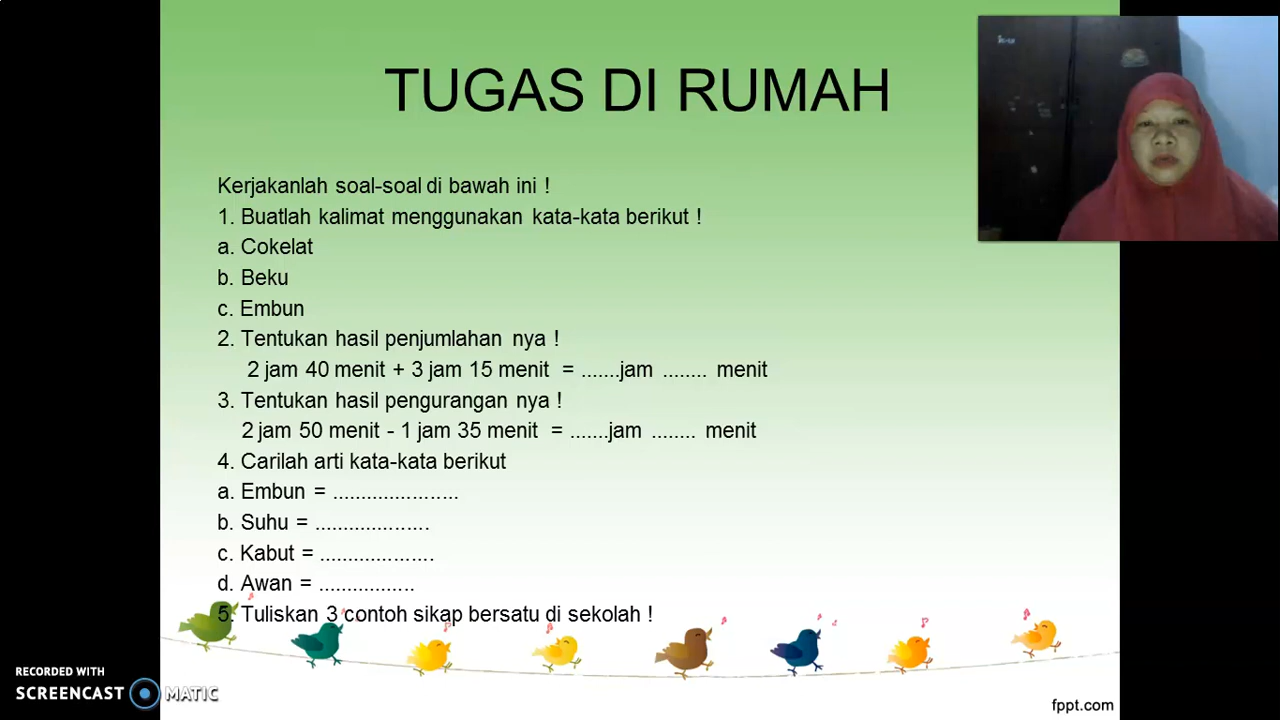 TUGAS DI RUMAH
Kerjakanlah soal-soal di bawah ini !
1. Buatlah kalimat menggunakan kata-kata berikut !
a. Cokelat
b. Beku
c. Embun
2. Tentukan hasil penjumlahan nya !
2 jam 40 menit + 3 jam 15 menit = .......jam ........ menit
3. Tentukan hasil pengurangan nya !
2 jam 50 menit - 1 jam 35 menit = .......jam ........ menit
4. Carilah arti kata-kata berikut
a. Embun = ......................
b. Suhu = ....................
c. Kabut = ....................
d. Awan = .................
5. Tuliskan 3 contoh sikap bersatu di sekolah !
RECORDED WITH
SCREENCAST MATIC
fppt.com